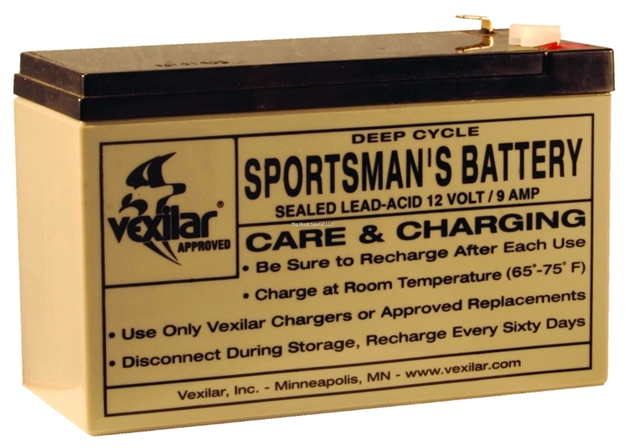 DEEP CYCLE
SPORTSMAN'S BATTERY
SEALED LEAD-ACID 12 VOLT / 9 AMP
vexilar®
APPROVED
CARE & CHARGING
• Be Sure to Recharge After Each Use
• Charge at Room Temperature (65°-75° F)
• Use Only Vexilar Chargers or Approved Replacements
• Disconnect During Storage, Recharge Every Sixty Days
Vexilar, Inc. - Minneapolis, MN - www.vexilar.com